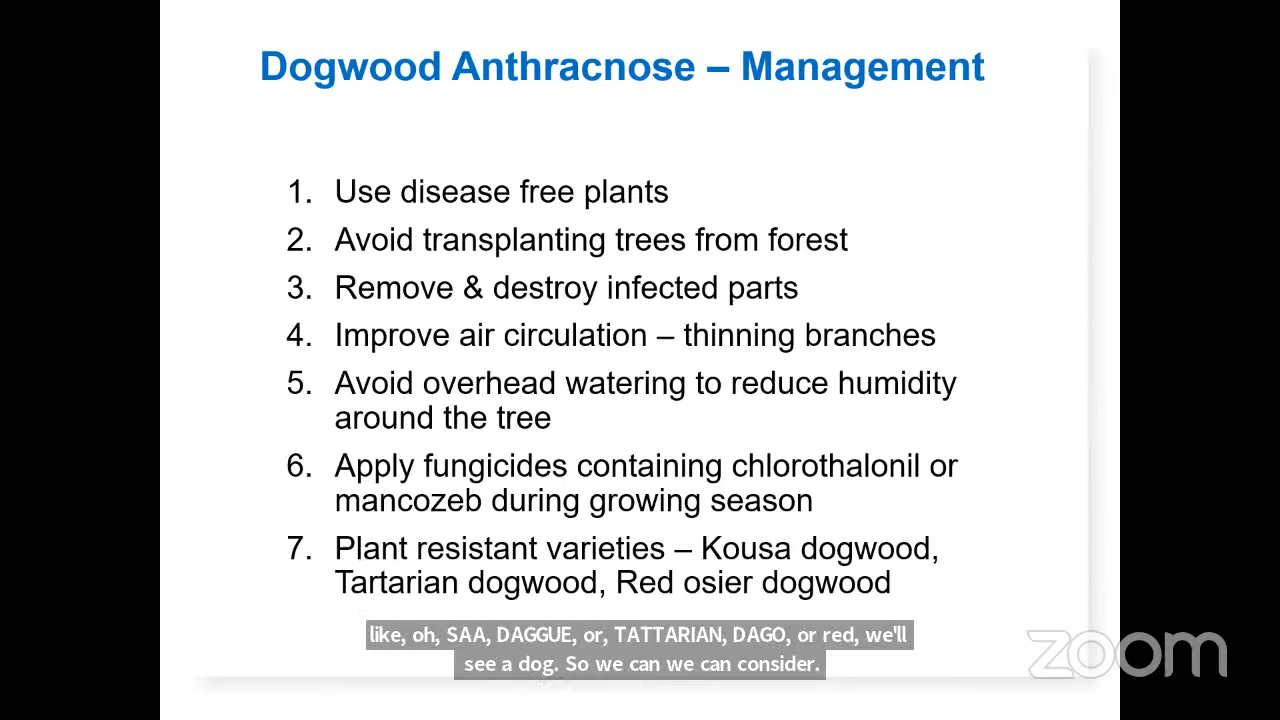 Dogwood Anthracnose – Management
1. Use disease free plants
2. Avoid transplanting trees from forest
3. Remove & destroy infected parts
4. Improve air circulation – thinning branches
5. Avoid overhead watering to reduce humidity
around the tree
6. Apply fungicides containing chlorothalonil or
mancozeb during growing season
7. Plant resistant varieties – Kousa dogwood,
Tartarian dogwood, Red osier dogwood
like, oh, SAA, DAGGUE, or, TATTARIAN, DAGO, or red, we'll
see a dog. So we can we can consider.
zoom